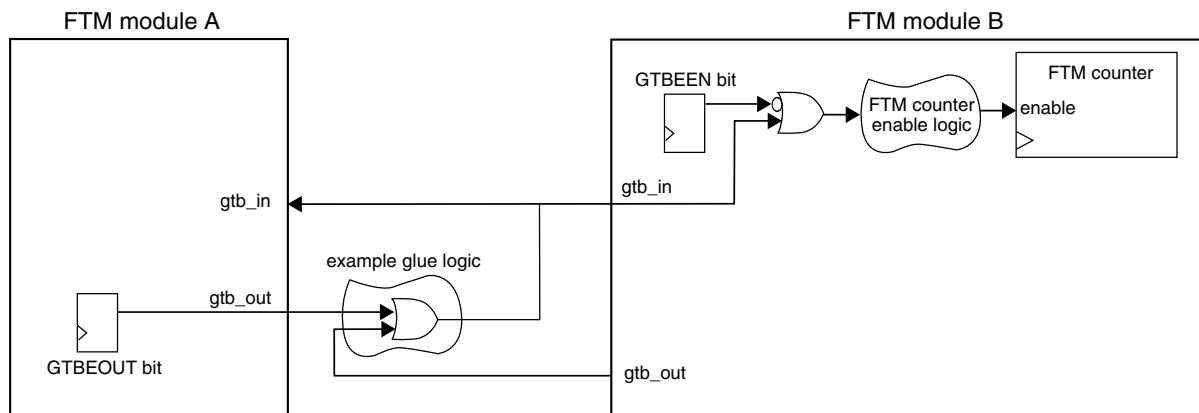 FTM module A
FTM module B
GTBEEN bit
FTM counter
FTM counter
enable logic
enable
gtb_in
gtb_in
example glue logic
gtb_out
GTBEOUT bit
gtb_out